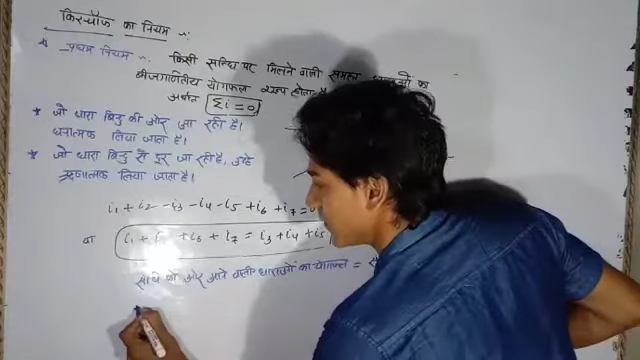 किरचॉफ का नियम :-
प्रथम नियम :- किसी सन्धि पर मिलने वाली समस्त धाराओं का
बीजगणितीय योगफल शून्य होता
अर्थात Σi = 0
* जो धारा बिन्दु की ओर आ रही है।
धनात्मक लिया जाता है।
* जो धारा बिन्दु से दूर जा रही है, उन्हे
ऋणात्मक लिया जाता है।
i₁ + i₂ - i₃ - i₄ - i₅ + i₆ + i₇ = 0
वा i₁ + i₂ + i₆ + i₇ = i₃ + i₄ + i₅
संधि की ओर आने वाली धाराओं का योगफल =